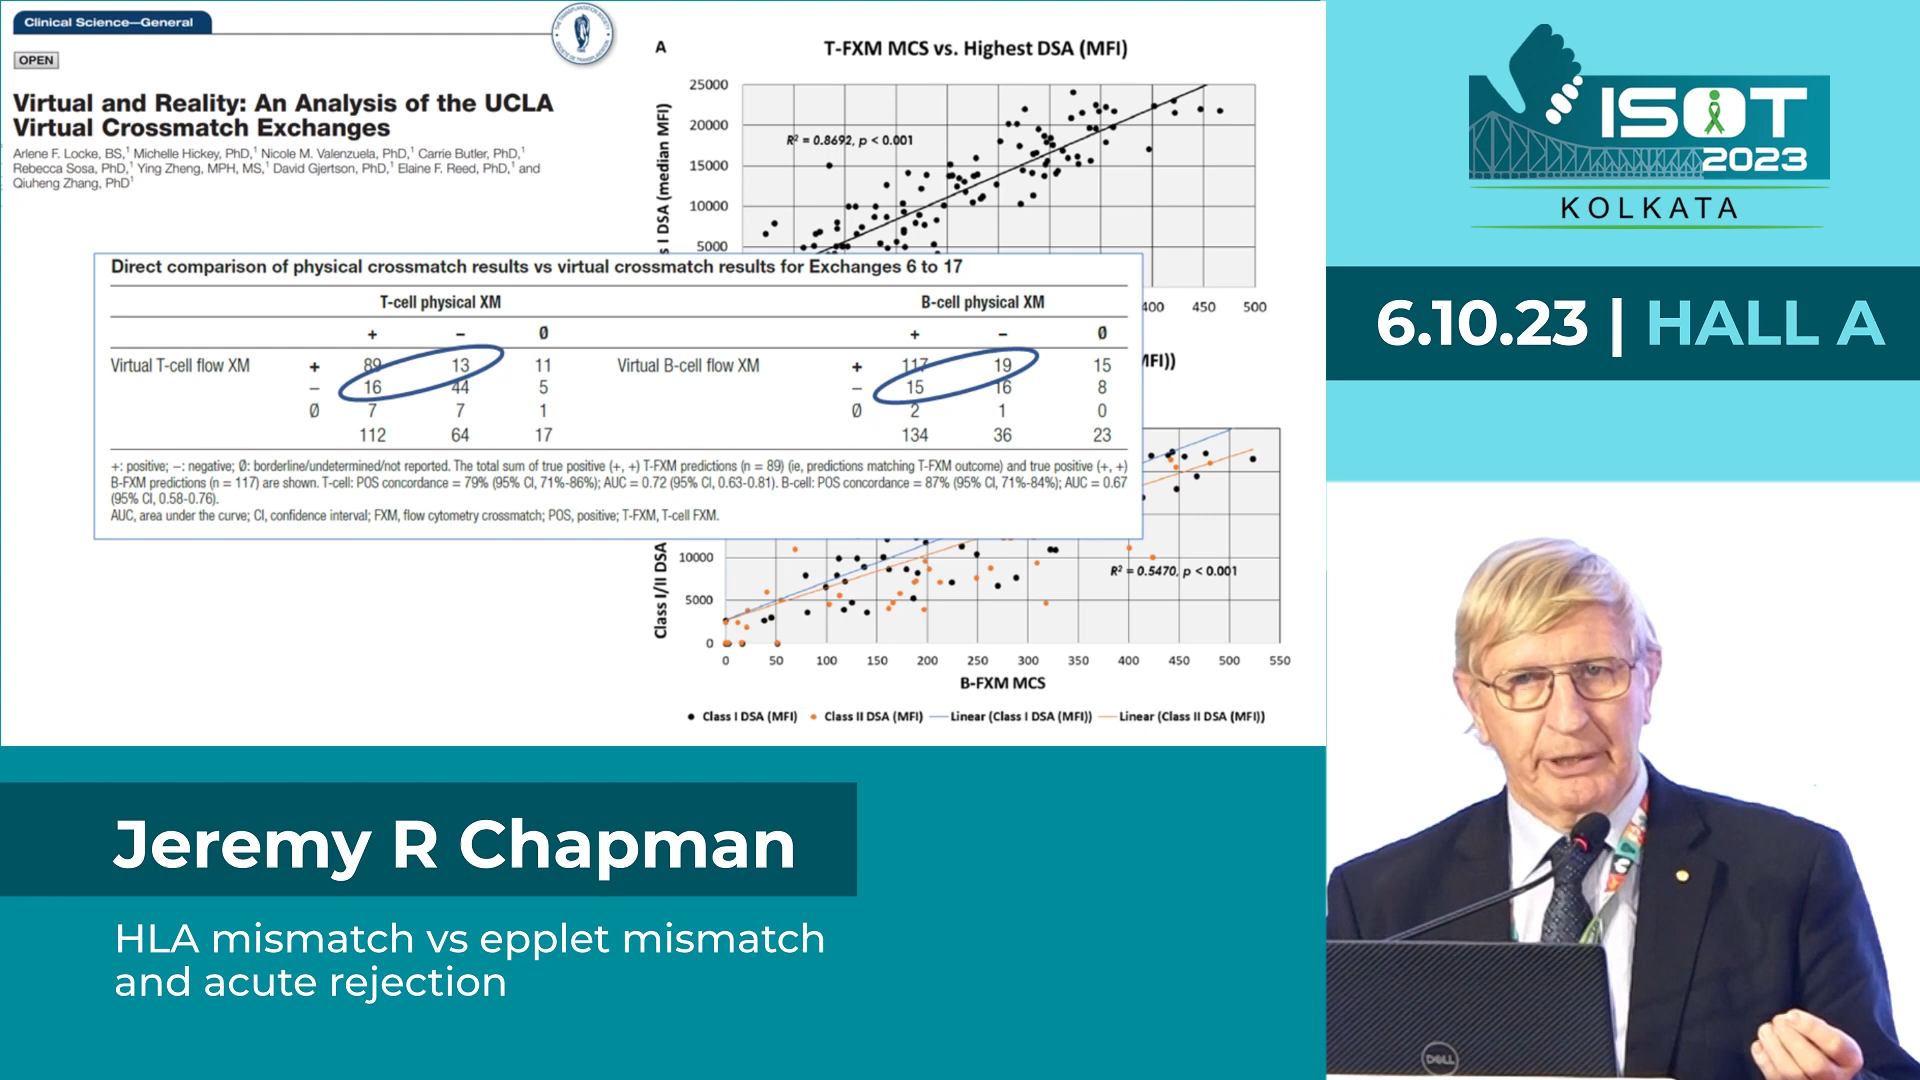 Clinical Science—General
OPEN
Virtual and Reality: An Analysis of the UCLA
Virtual Crossmatch Exchanges
Arlene F. Locke, BS,¹ Michelle Hickey, PhD,¹ Nicole M. Valenzuela, PhD,¹ Carrie Butler, PhD,¹
Rebecca Sosa, PhD,¹ Ying Zheng, MPH, MS,¹ David Gjertson, PhD,¹ Elaine F. Reed, PhD,¹ and
Qiuheng Zhang, PhD¹
A
T-FXM MCS vs. Highest DSA (MFI)
25000
20000
15000
10000
5000
s I DSA (median MFI)
R² = 0.8692, p < 0.001
400 450 500
Direct comparison of physical crossmatch results vs virtual crossmatch results for Exchanges 6 to 17
T-cell physical XM B-cell physical XM
+ − Ø + − Ø
Virtual T-cell flow XM + 89 13 11 Virtual B-cell flow XM + 117 19 15
− 16 44 5 − 15 16 8
Ø 7 7 1 Ø 2 1 0
112 64 17 134 36 23
+: positive; −: negative; Ø: borderline/undetermined/not reported. The total sum of true positive (+, +) T-FXM predictions (n = 89) (ie, predictions matching T-FXM outcome) and true positive (+, +)
B-FXM predictions (n = 117) are shown. T-cell: POS concordance = 79% (95% CI, 71%-86%); AUC = 0.72 (95% CI, 0.63-0.81). B-cell: POS concordance = 87% (95% CI, 71%-84%); AUC = 0.67
(95% CI, 0.58-0.76).
AUC, area under the curve; CI, confidence interval; FXM, flow cytometry crossmatch; POS, positive; T-FXM, T-cell FXM.
MFI))
Class I/II DSA
10000
5000
0
R² = 0.5470, p < 0.001
0 50 100 150 200 250 300 350 400 450 500 550
B-FXM MCS
Class I DSA (MFI) Class II DSA (MFI) Linear (Class I DSA (MFI)) Linear (Class II DSA (MFI))
ISOT
2023
KOLKATA
6.10.23 | HALL A
Jeremy R Chapman
HLA mismatch vs epplet mismatch
and acute rejection
DELL